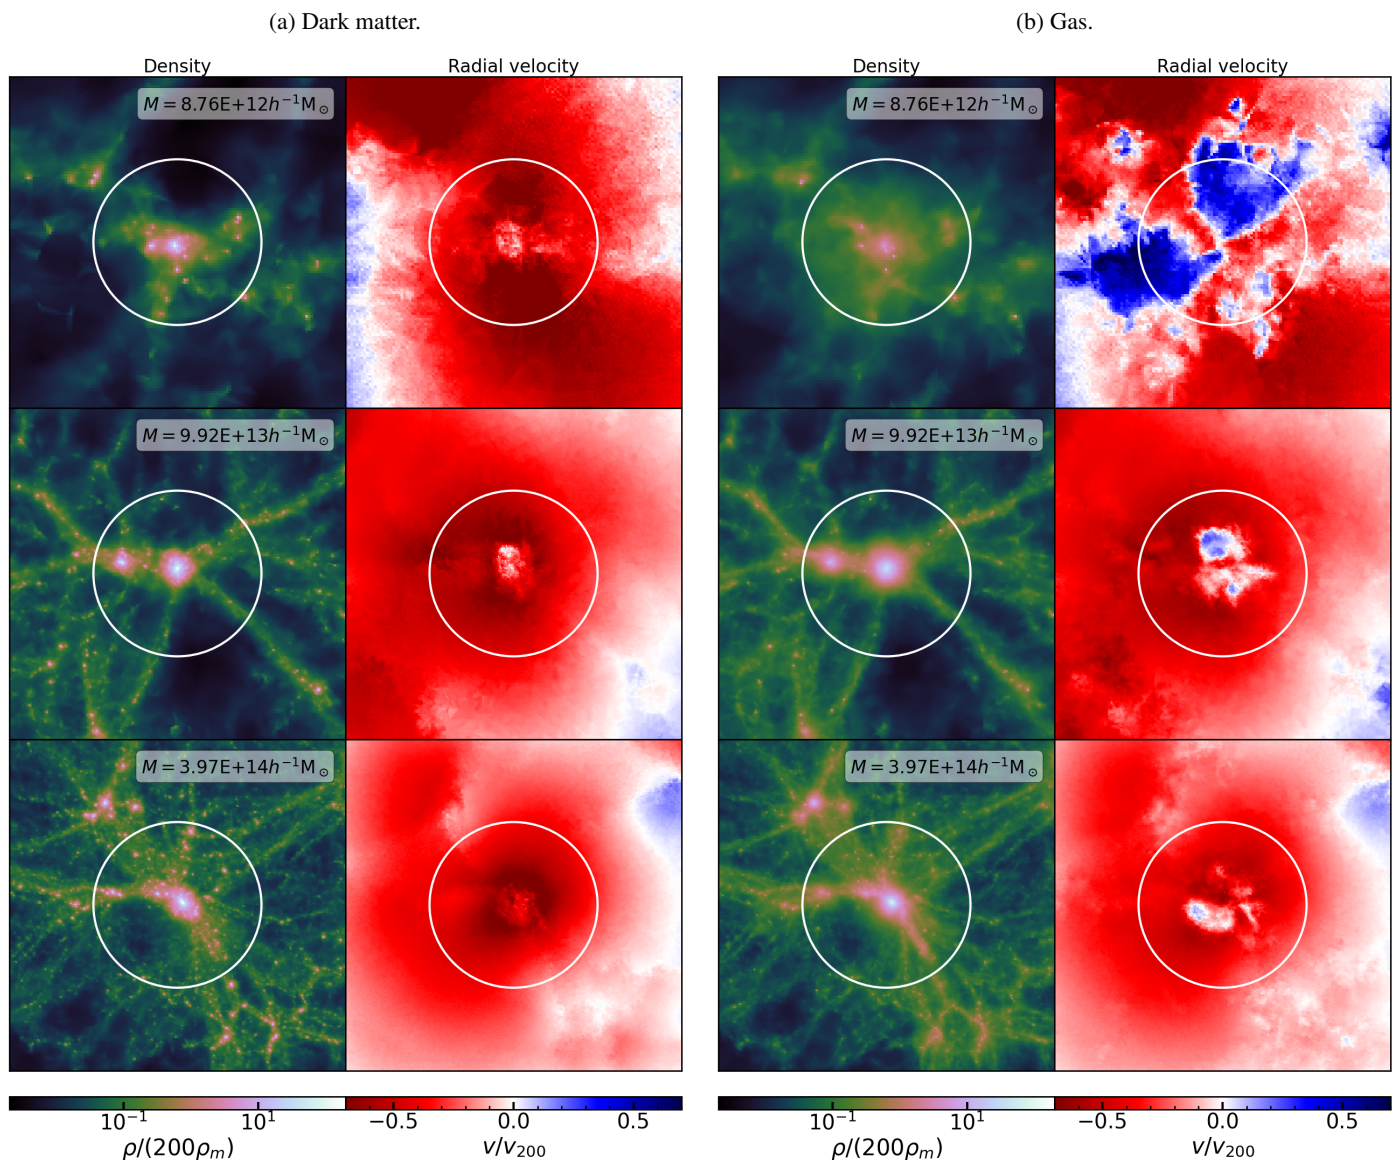 (a) Dark matter.
(b) Gas.
Density
Radial velocity
Density
Radial velocity
M = 8.76E+12h⁻¹M⊙
M = 8.76E+12h⁻¹M⊙
M = 9.92E+13h⁻¹M⊙
M = 9.92E+13h⁻¹M⊙
M = 3.97E+14h⁻¹M⊙
M = 3.97E+14h⁻¹M⊙
10⁻¹ 10¹ −0.5 0.0 0.5
10⁻¹ 10¹ −0.5 0.0 0.5
ρ/(200ρₘ)
v/v₂₀₀
ρ/(200ρₘ)
v/v₂₀₀